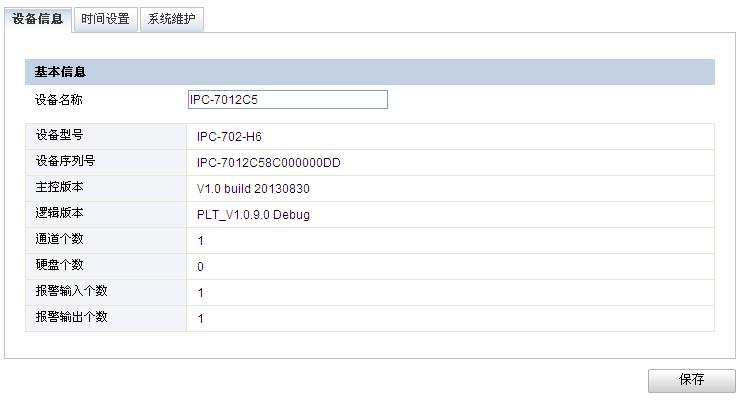 设备信息 时间设置 系统维护
基本信息
设备名称 IPC-7012C5
设备型号 IPC-702-H6
设备序列号 IPC-7012C58C000000DD
主控版本 V1.0 build 20130830
逻辑版本 PLT_V1.0.9.0 Debug
通道个数 1
硬盘个数 0
报警输入个数 1
报警输出个数 1
保存